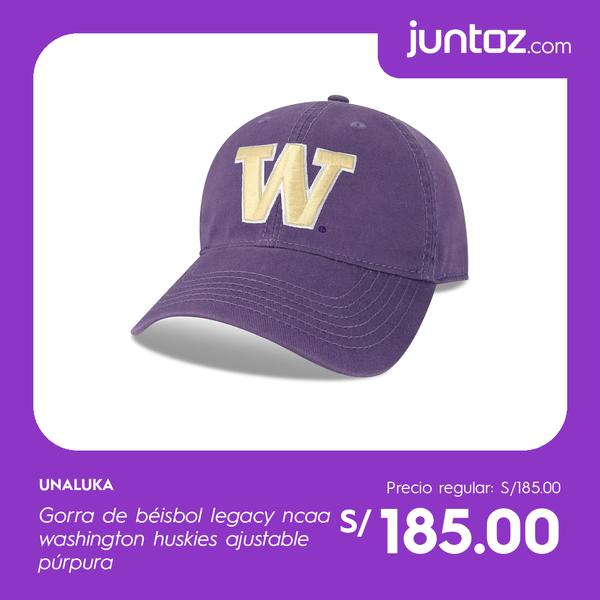 juntoz.com
W
UNALUKA
Gorra de béisbol legacy ncaa
washington huskies ajustable
púrpura
Precio regular: S/185.00
S/185.00